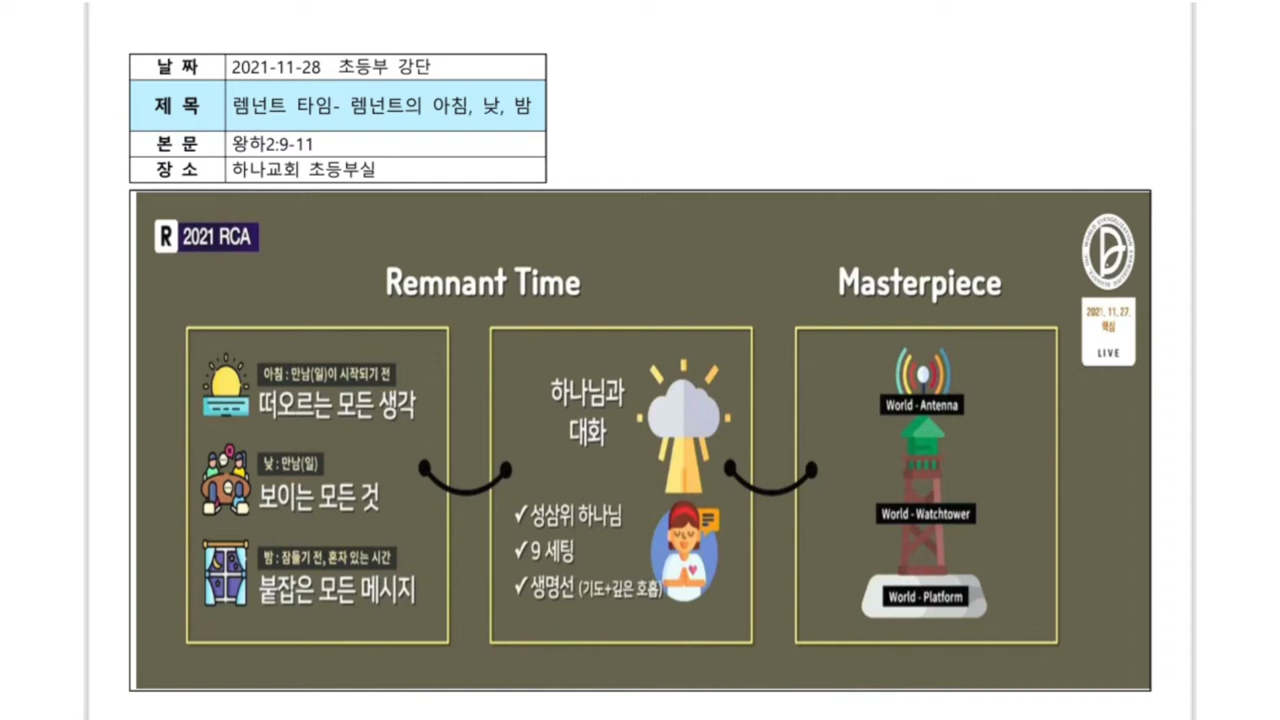 날 짜 2021-11-28 초등부 강단
제 목 렘넌트 타임- 렘넌트의 아침, 낮, 밤
본 문 왕하2:9-11
장 소 하나교회 초등부실
R 2021 RCA
Remnant Time
Masterpiece
2021. 11. 27.
핵심
LIVE
아침 : 만남(일)이 시작되기 전
떠오르는 모든 생각
낮 : 만남(일)
보이는 모든 것
밤 : 잠들기 전, 혼자 있는 시간
붙잡은 모든 메시지
하나님과
대화
✓성삼위 하나님
✓9 세팅
✓생명선 (기도+깊은 호흡)
World - Antenna
World - Watchtower
World - Platform